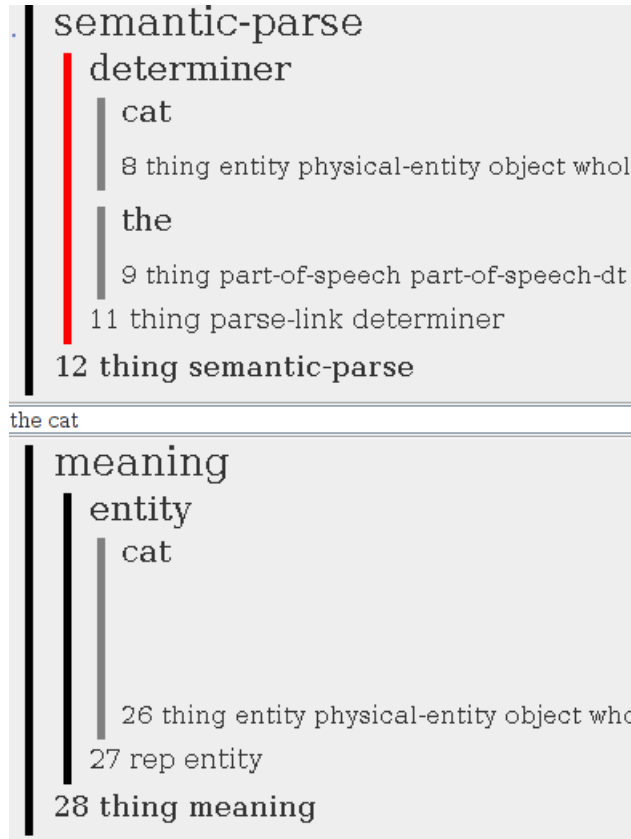 semantic-parse
determiner
cat
8 thing entity physical-entity object whol
the
9 thing part-of-speech part-of-speech-dt
11 thing parse-link determiner
12 thing semantic-parse
the cat
meaning
entity
cat
26 thing entity physical-entity object who
27 rep entity
28 thing meaning